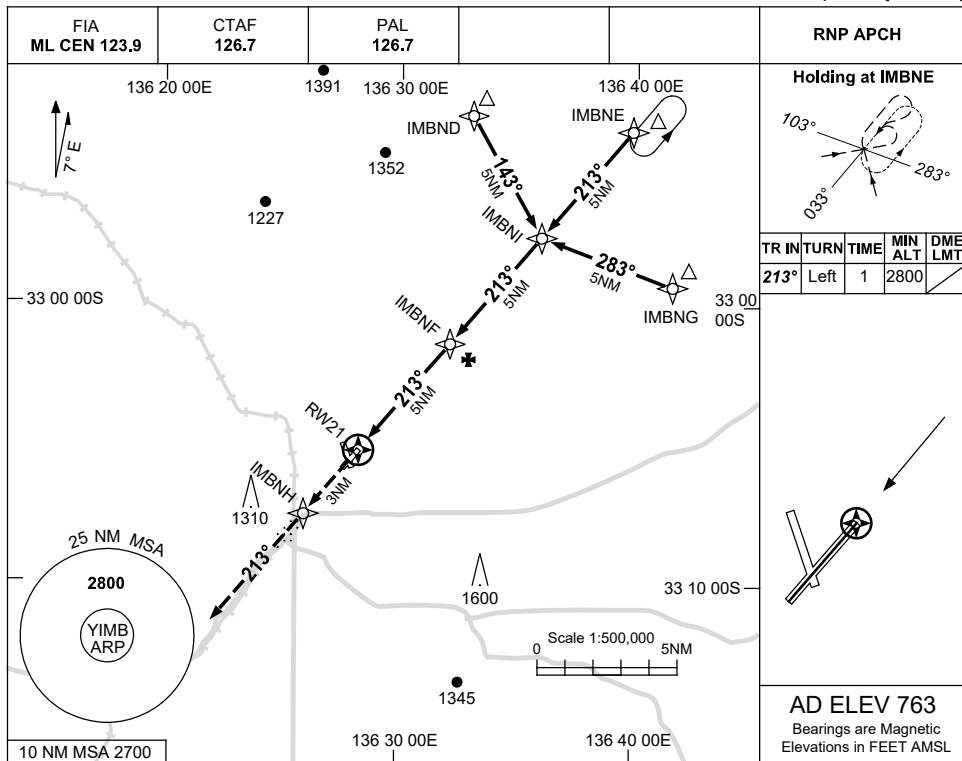 FIA
ML CEN 123.9
CTAF
126.7
PAL
126.7
RNP APCH
136 20 00E
136 30 00E
136 40 00E
1391
IMBND
IMBNE
7° E
1352
143°
5NM
213°
5NM
1227
IMBNI
283°
5NM
33 00 00S
213°
5NM
IMBNG
33 00
00S
IMBNF
213°
5NM
RW21
IMBNH
3NM
1310
25 NM MSA
2800
YIMB
ARP
213°
1600
33 10 00S
Scale 1:500,000
0
5NM
1345
136 30 00E
136 40 00E
10 NM MSA 2700
Holding at IMBNE
103°
283°
033°
TR IN TURN TIME MIN ALT DME LMT
213° Left 1 2800
AD ELEV 763
Bearings are Magnetic
Elevations in FEET AMSL